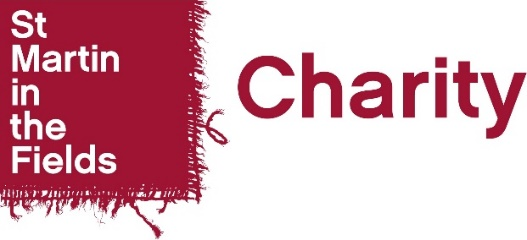 St
Martin
in
the
Fields
Charity